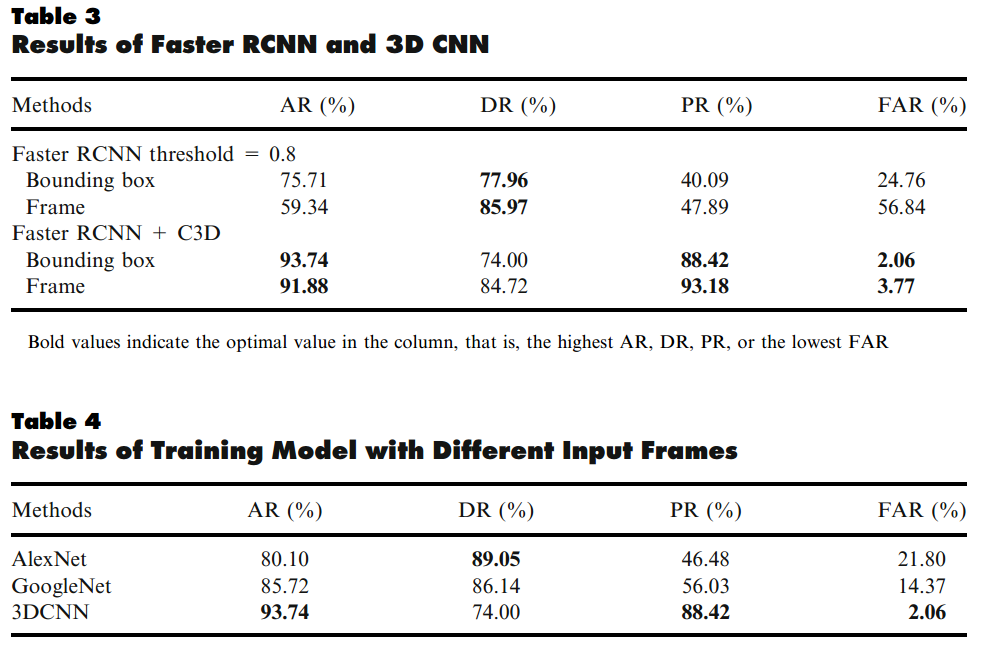 Table 3
Results of Faster RCNN and 3D CNN
Methods AR (%) DR (%) PR (%) FAR (%)
Faster RCNN threshold = 0.8
Bounding box 75.71 77.96 40.09 24.76
Frame 59.34 85.97 47.89 56.84
Faster RCNN + C3D
Bounding box 93.74 74.00 88.42 2.06
Frame 91.88 84.72 93.18 3.77
Bold values indicate the optimal value in the column, that is, the highest AR, DR, PR, or the lowest FAR
Table 4
Results of Training Model with Different Input Frames
Methods AR (%) DR (%) PR (%) FAR (%)
AlexNet 80.10 89.05 46.48 21.80
GoogleNet 85.72 86.14 56.03 14.37
3DCNN 93.74 74.00 88.42 2.06